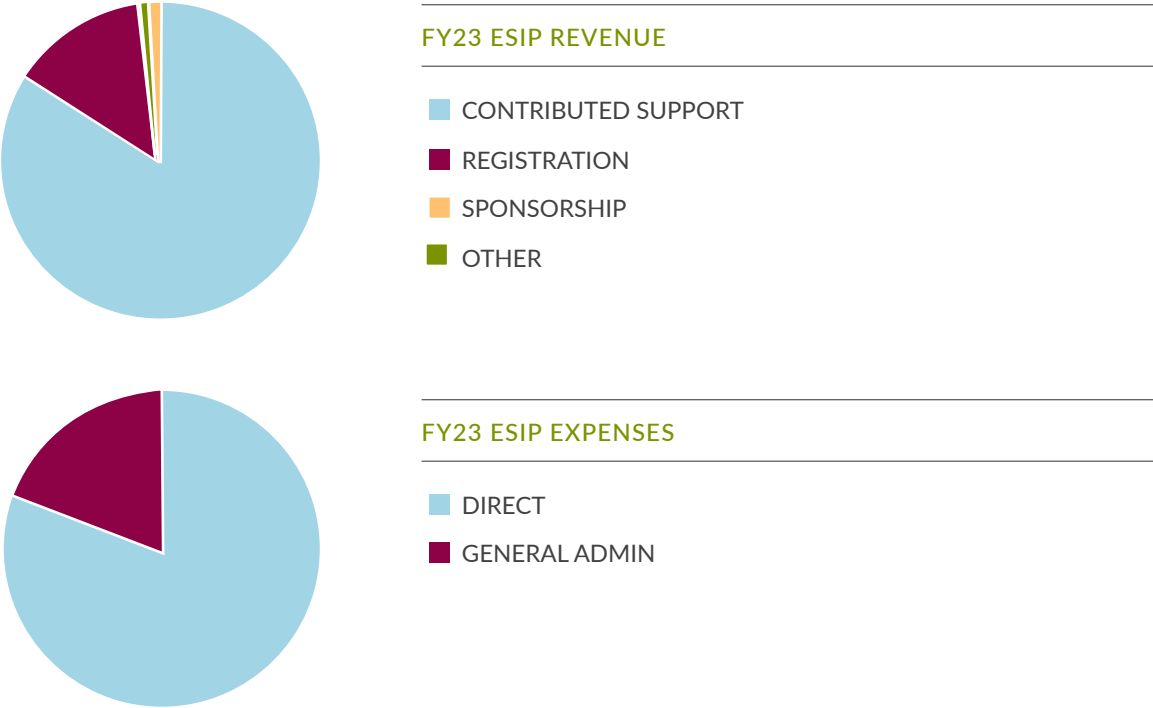 FY23 ESIP REVENUE
CONTRIBUTED SUPPORT
REGISTRATION
SPONSORSHIP
OTHER
FY23 ESIP EXPENSES
DIRECT
GENERAL ADMIN